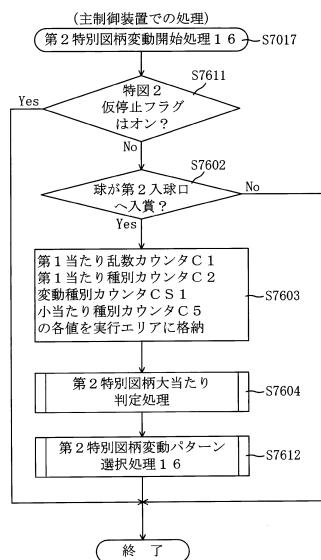 (主制御装置での処理)
第2特別図柄変動開始処理16
S7017
特図2
仮停止フラグ
はオン?
S7611
Yes
No
球が第2入球口
へ入賞?
S7602
No
Yes
第1当たり乱数カウンタC1
第1当たり種別カウンタC2
変動種別カウンタCS1
小当たり種別カウンタC5
の各値を実行エリアに格納
S7603
第2特別図柄大当たり
判定処理
S7604
第2特別図柄変動パターン
選択処理16
S7612
終 了